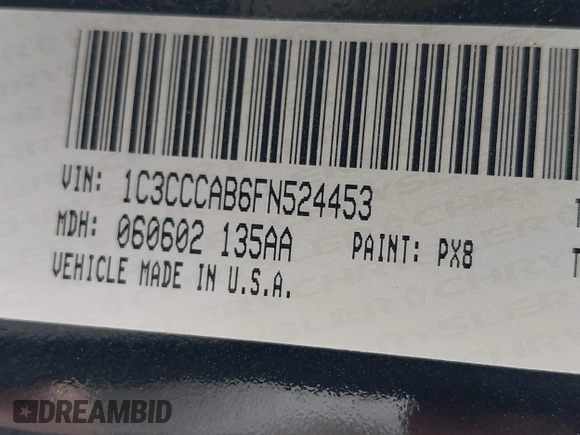 VIN: 1C3CCCAB6FN524453
MDH: 060602 135AA PAINT: PX8
VEHICLE MADE IN U.S.A.
DREAMBID